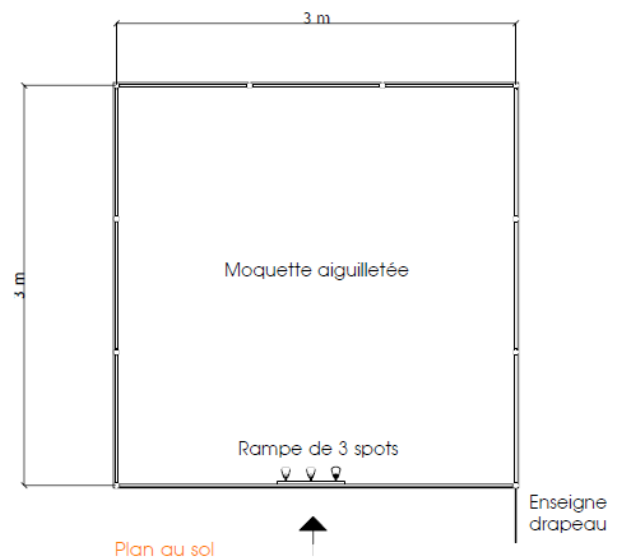 3 m
3 m
Moquette aiguilletée
Rampe de 3 spots
Enseigne
drapeau
Plan au sol